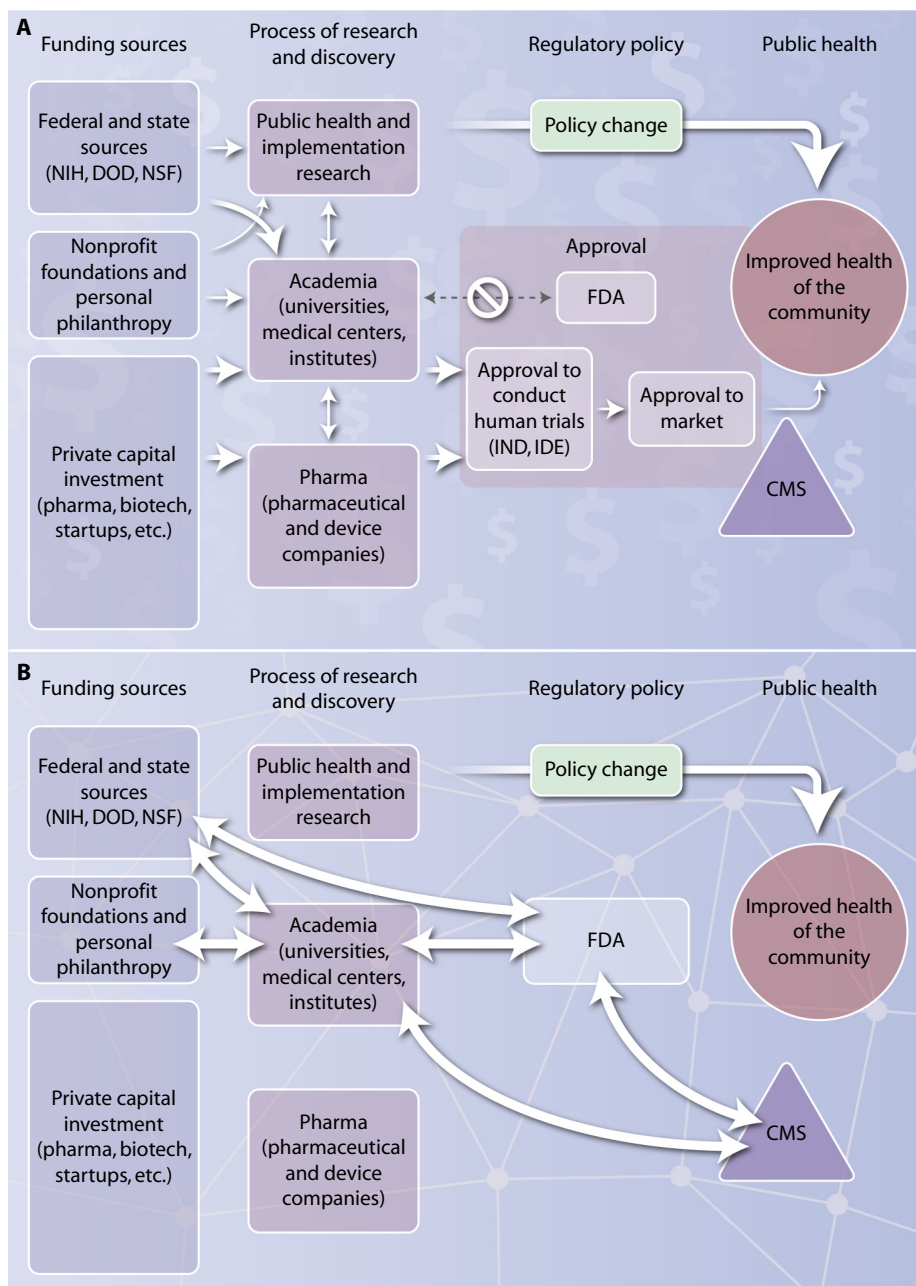 A
Funding sources
Process of research
and discovery
Regulatory policy
Public health
Federal and state
sources
(NIH, DOD, NSF)
Public health and
implementation
research
Policy change
Nonprofit
foundations and
personal
philanthropy
Academia
(universities,
medical centers,
institutes)
Approval
FDA
Improved health
of the
community
Approval to
conduct
human trials
(IND, IDE)
Approval to
market
Private capital
investment
(pharma, biotech,
startups, etc.)
Pharma
(pharmaceutical
and device
companies)
CMS
B
Funding sources
Process of research
and discovery
Regulatory policy
Public health
Federal and state
sources
(NIH, DOD, NSF)
Public health and
implementation
research
Policy change
Nonprofit
foundations and
personal
philanthropy
Academia
(universities,
medical centers,
institutes)
FDA
Improved health
of the
community
Private capital
investment
(pharma, biotech,
startups, etc.)
Pharma
(pharmaceutical
and device
companies)
CMS